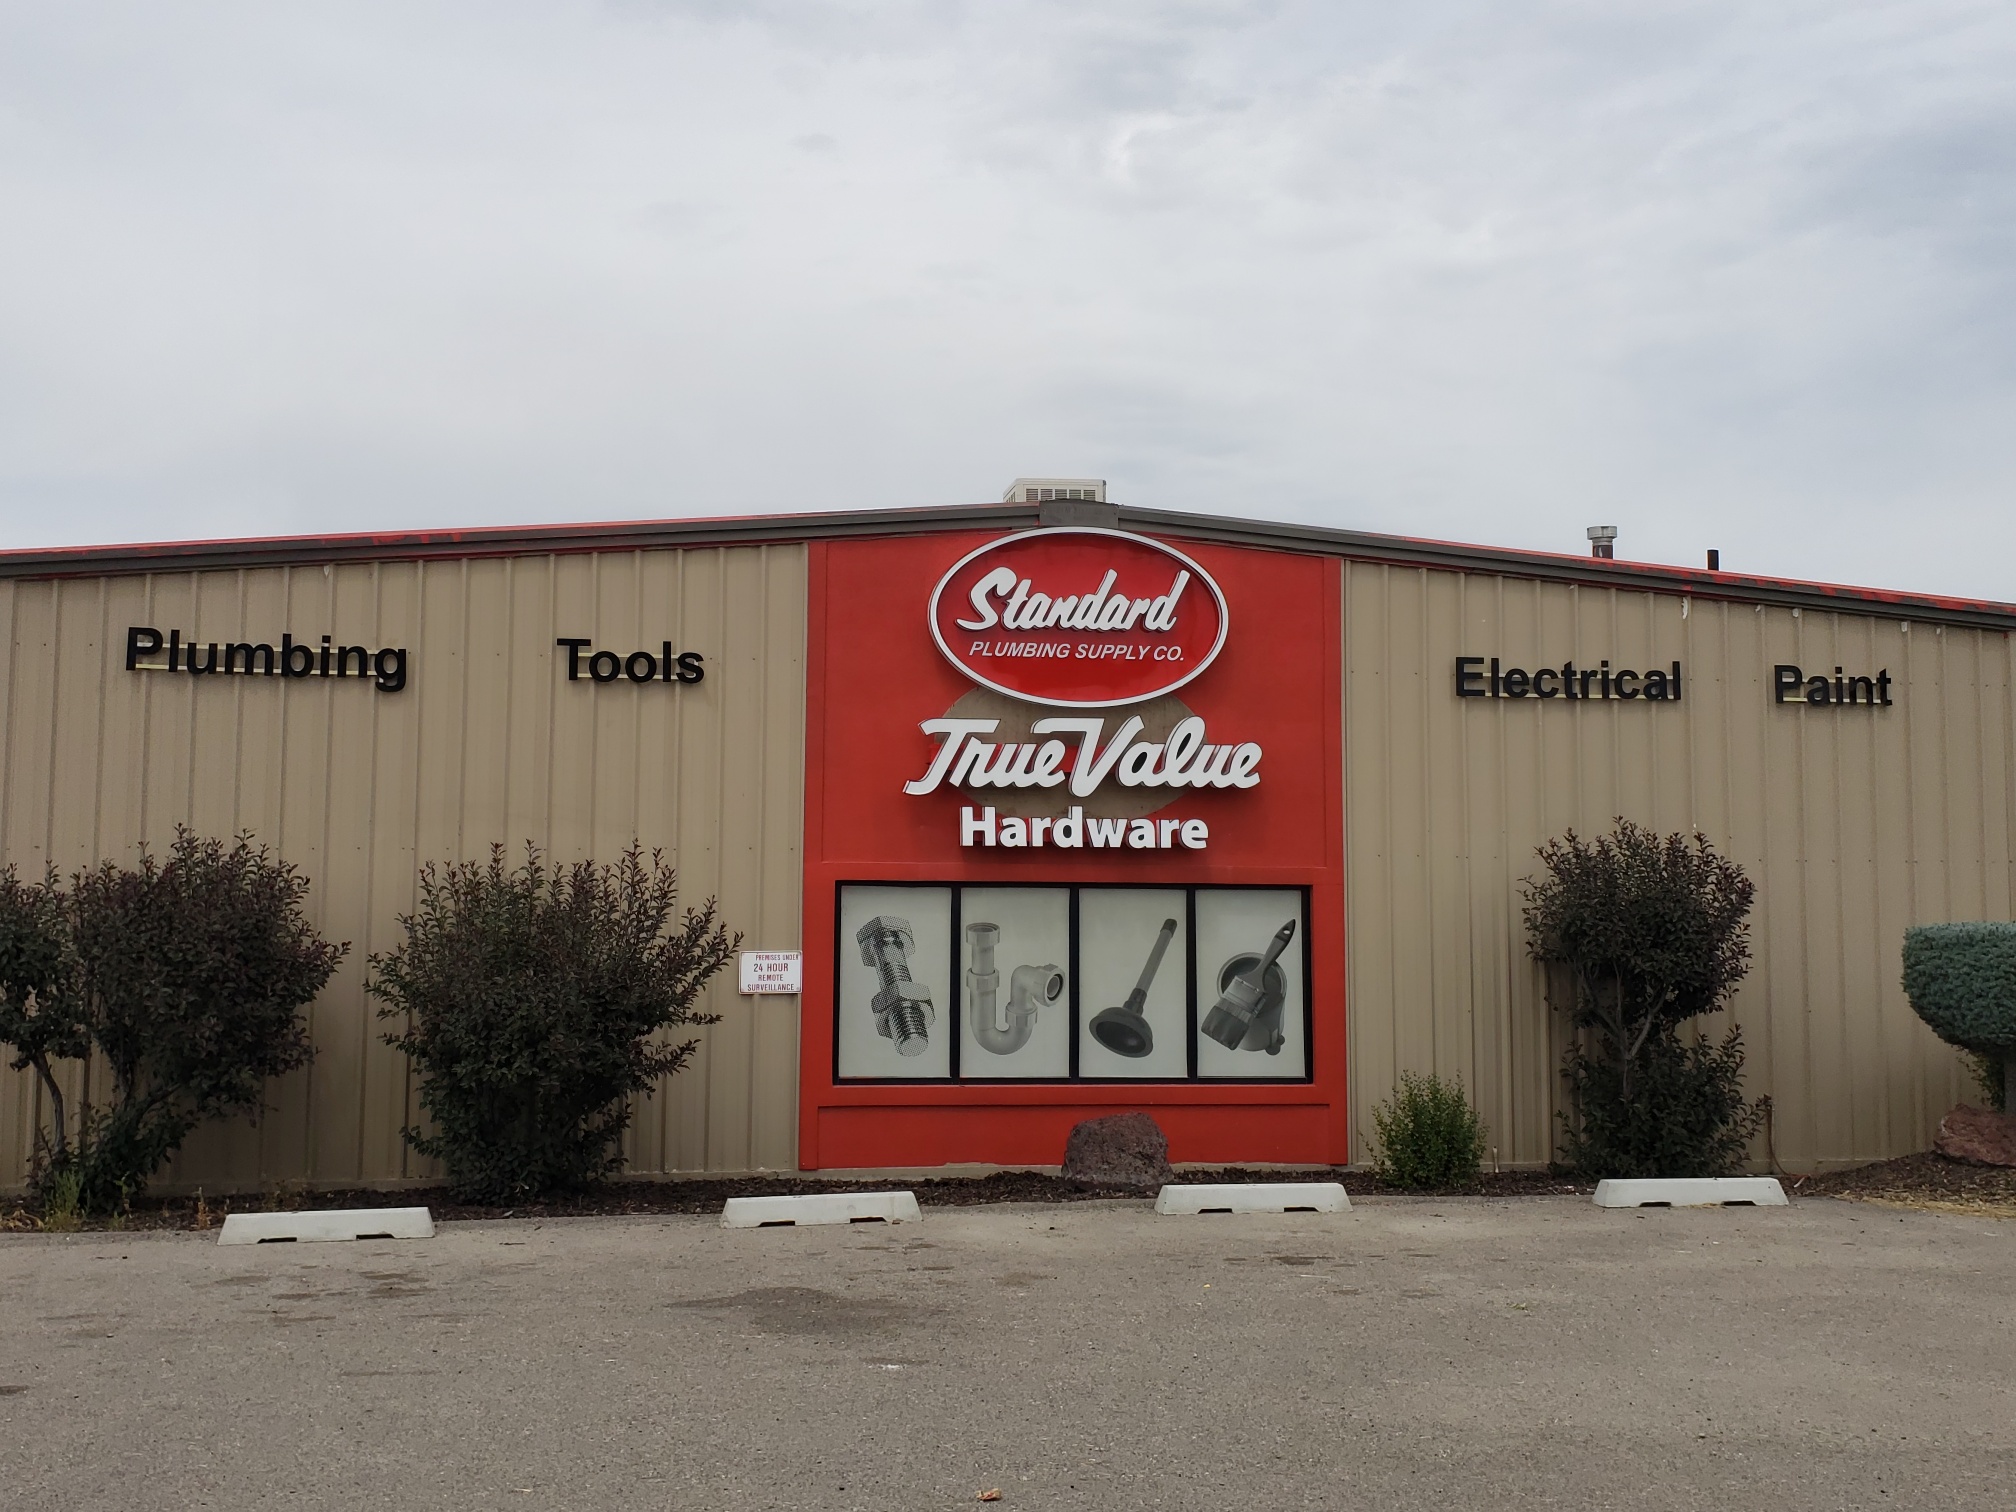 Plumbing
Tools
Standard
PLUMBING SUPPLY CO.
True Value
Hardware
Electrical
Paint
PREMISES UNDER
24 HOUR
REMOTE
SURVEILLANCE